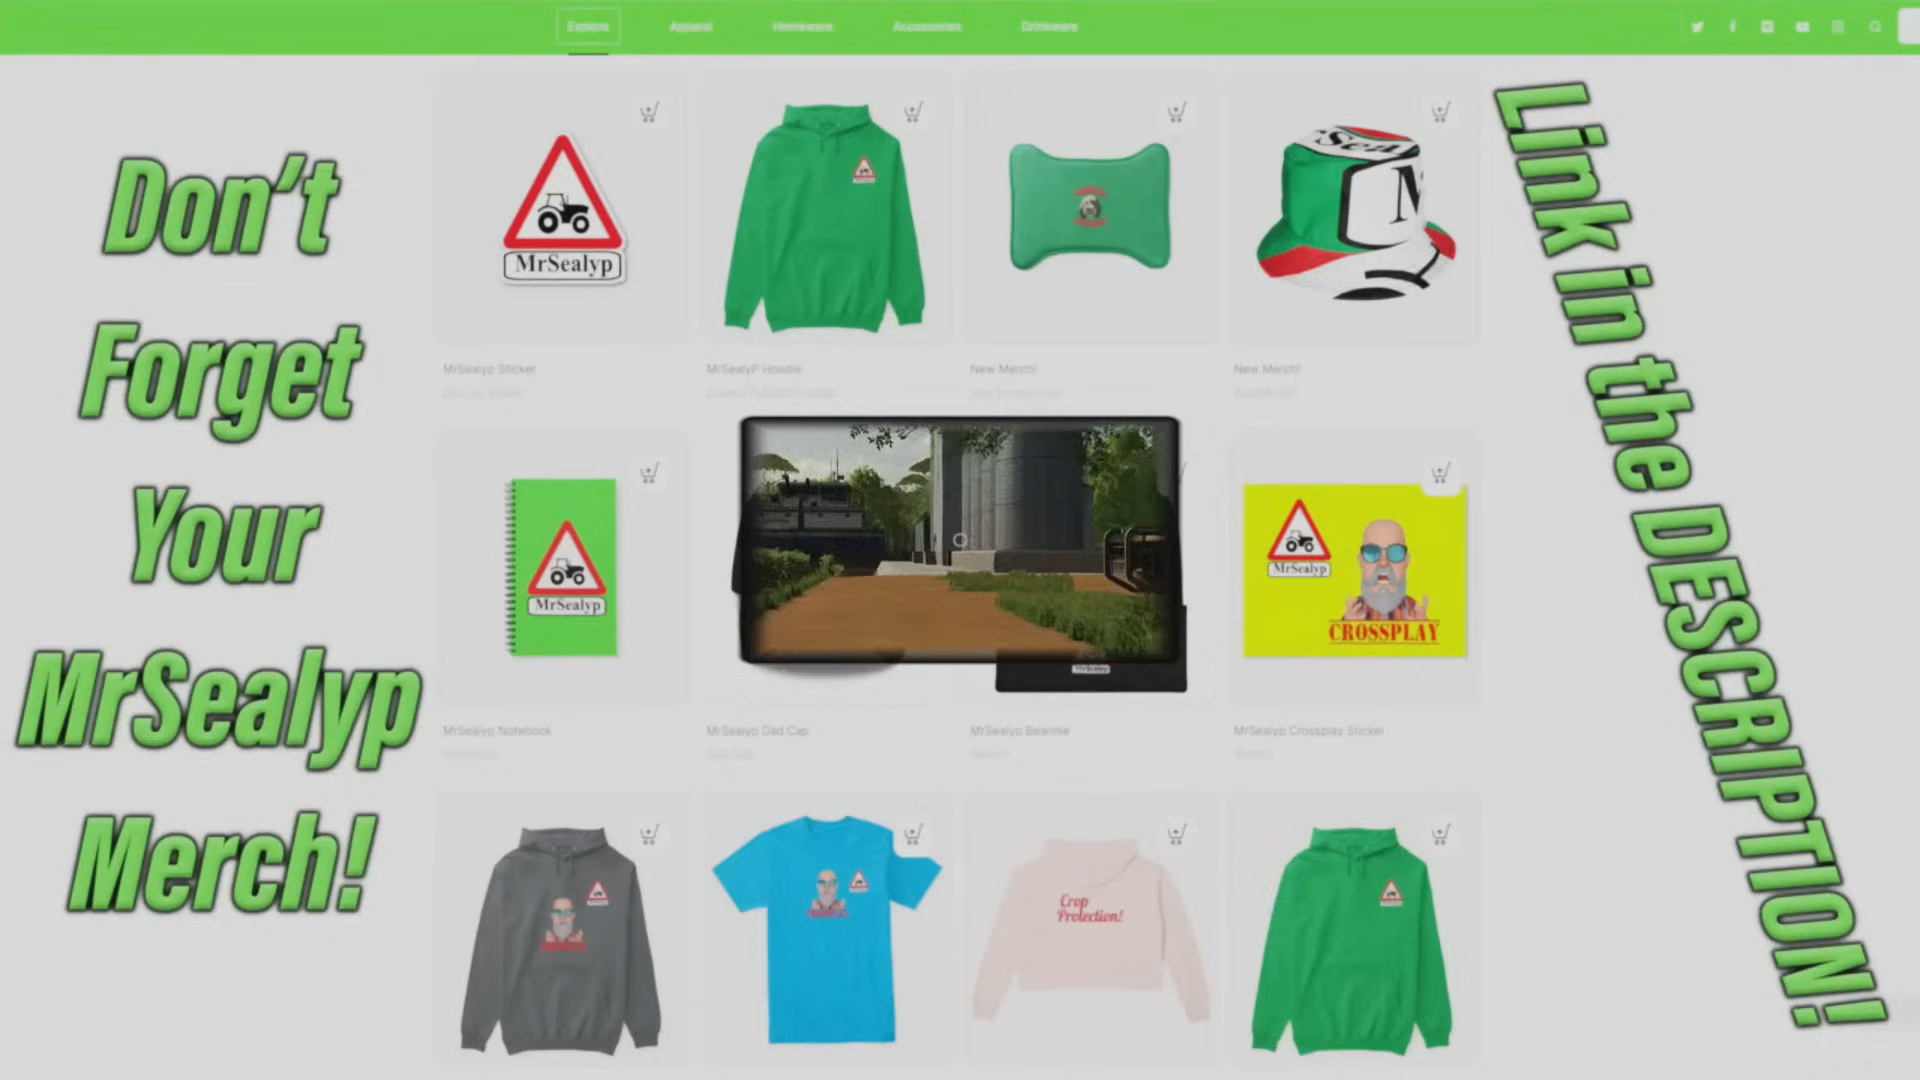 Explore
Apparel
Homeware
Accessories
Drinkware
Don't
Forget
Your
MrSealyp
Merch!
Link in the DESCRIPTION!
MrSealyp
MrSealyp Sticker
MrSealyP Hoodie
New Merch!
New Merch!
MrSealyp
MrSealyp
CROSSPLAY
MrSealyp Notebook
MrSealyp Dad Cap
MrSealyp Beannie
MrSealyp Crossplay Sticker
Crop
Protection!